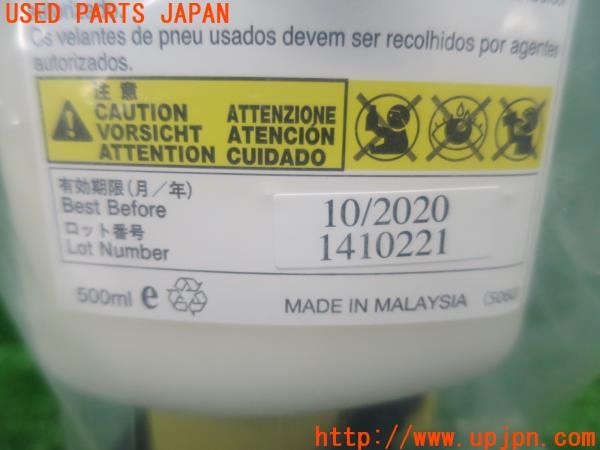 USED PARTS JAPAN
autorizado.
Os velantes de pneu usados devem ser recolhidos por agentes
autorizados.
注意
CAUTION ATTENZIONE
VORSICHT ATENCIÓN
ATTENTION CUIDADO
有効期限(月/年)
Best Before
10/2020
ロット番号
Lot Number
1410221
500ml e
MADE IN MALAYSIA (5060)
http://www.upjpn.com